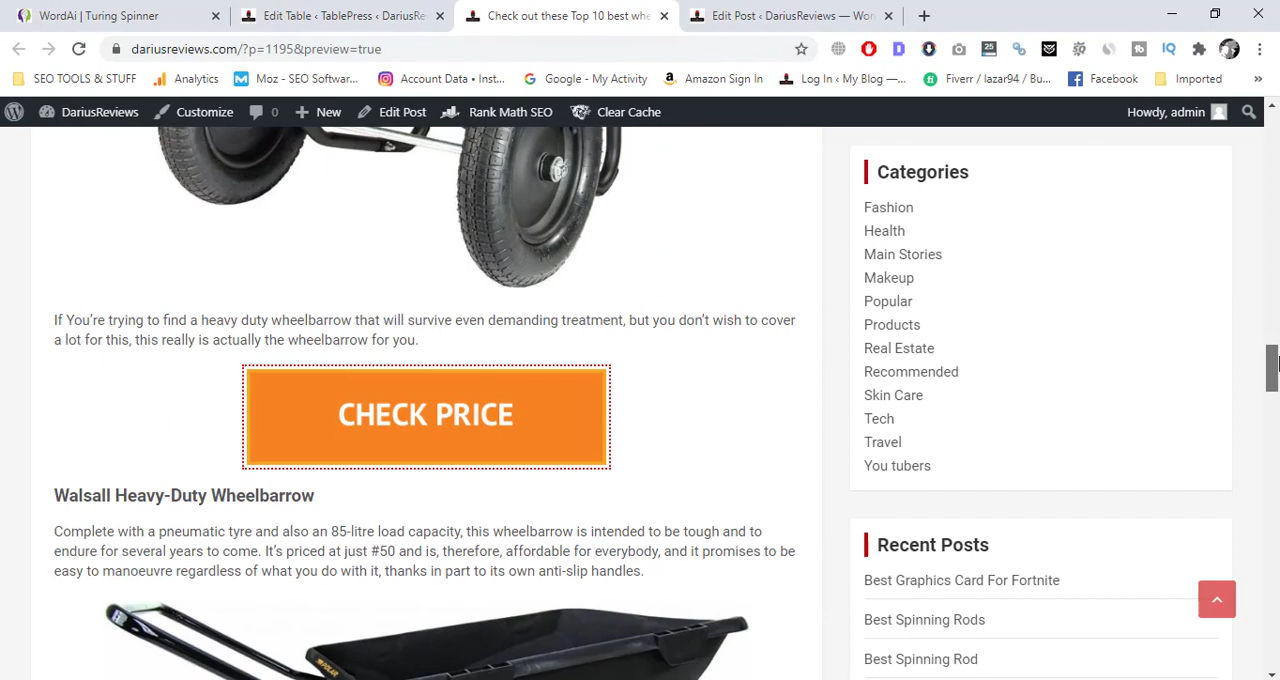 WordAi | Turing Spinner
Edit Table ‹ TablePress ‹ DariusRe
Check out these Top 10 best whe
Edit Post ‹ DariusReviews — Wor
dariusreviews.com/?p=1195&preview=true
25
IQ
SEO TOOLS & STUFF
Analytics
Moz - SEO Software...
Account Data • Inst...
Google - My Activity
Amazon Sign In
Log In ‹ My Blog —...
Fiverr / lazar94 / Bu...
Facebook
Imported
DariusReviews
Customize
0
New
Edit Post
Rank Math SEO
Clear Cache
Howdy, admin
If You’re trying to find a heavy duty wheelbarrow that will survive even demanding treatment, but you don’t wish to cover
a lot for this, this really is actually the wheelbarrow for you.
CHECK PRICE
Walsall Heavy-Duty Wheelbarrow
Complete with a pneumatic tyre and also an 85-litre load capacity, this wheelbarrow is intended to be tough and to
endure for several years to come. It’s priced at just #50 and is, therefore, affordable for everybody, and it promises to be
easy to manoeuvre regardless of what you do with it, thanks in part to its own anti-slip handles.
Categories
Fashion
Health
Main Stories
Makeup
Popular
Products
Real Estate
Recommended
Skin Care
Tech
Travel
You tubers
Recent Posts
Best Graphics Card For Fortnite
Best Spinning Rods
Best Spinning Rod